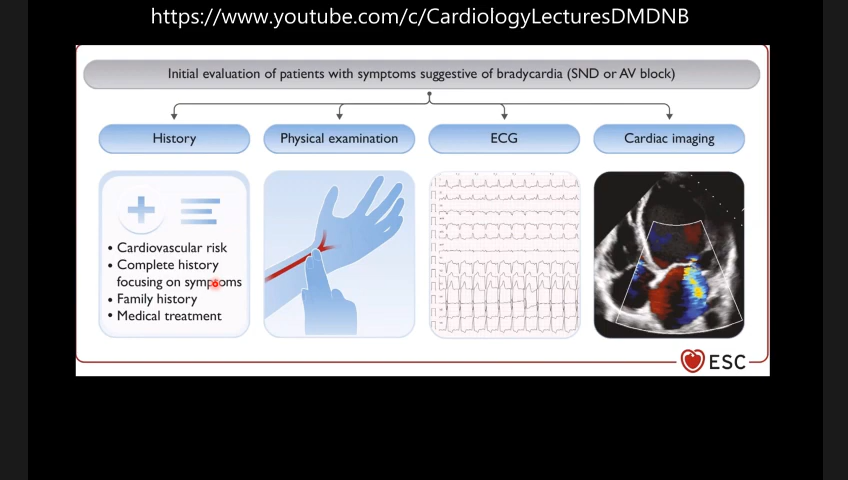 https://www.youtube.com/c/CardiologyLecturesDMDNB
Initial evaluation of patients with symptoms suggestive of bradycardia (SND or AV block)
History
Physical examination
ECG
Cardiac imaging
• Cardiovascular risk
• Complete history
focusing on symptoms
• Family history
• Medical treatment
ESC